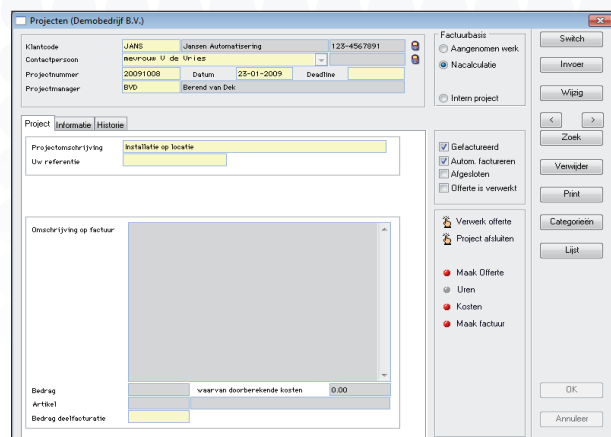 Projecten (Demobedrijf B.V.)
Klantcode JANS Jansen Automatisering 123-4567891
Contactpersoon mevrouw V de Vries
Projectnummer 20091008 Datum 23-01-2009 Deadline
Projectmanager BVD Berend van Dek
Factuurbasis
Aangenomen werk
Nacalculatie
Intern project
Switch
Invoer
Wijzig
< >
Zoek
Verwijder
Print
Categorieën
Lijst
OK
Annuleer
Project Informatie Historie
Projectomschrijving Installatie op locatie
Uw referentie
Gefactureerd
Autom. factureren
Afgesloten
Offerte is verwerkt
Omschrijving op factuur
Verwerk offerte
Project afsluiten
Maak Offerte
Uren
Kosten
Maak factuur
Bedrag waarvan doorberekende kosten 0.00
Artikel
Bedrag deelfacturatie